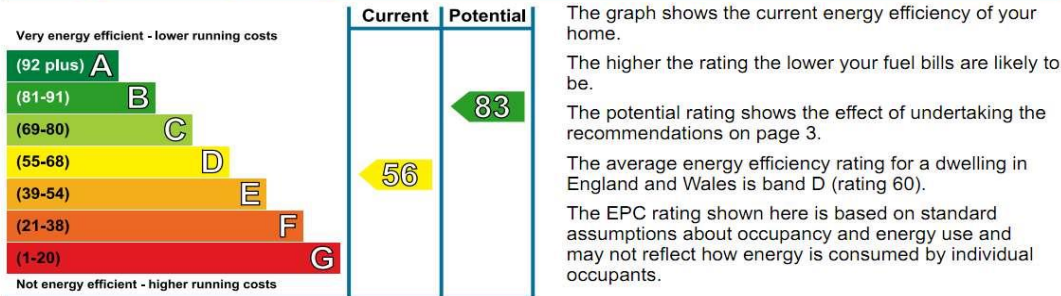 Current Potential
Very energy efficient - lower running costs
(92 plus) A
(81-91) B
83
(69-80) C
(55-68) D
56
(39-54) E
(21-38) F
(1-20) G
Not energy efficient - higher running costs
The graph shows the current energy efficiency of your
home.
The higher the rating the lower your fuel bills are likely to
be.
The potential rating shows the effect of undertaking the
recommendations on page 3.
The average energy efficiency rating for a dwelling in
England and Wales is band D (rating 60).
The EPC rating shown here is based on standard
assumptions about occupancy and energy use and
may not reflect how energy is consumed by individual
occupants.